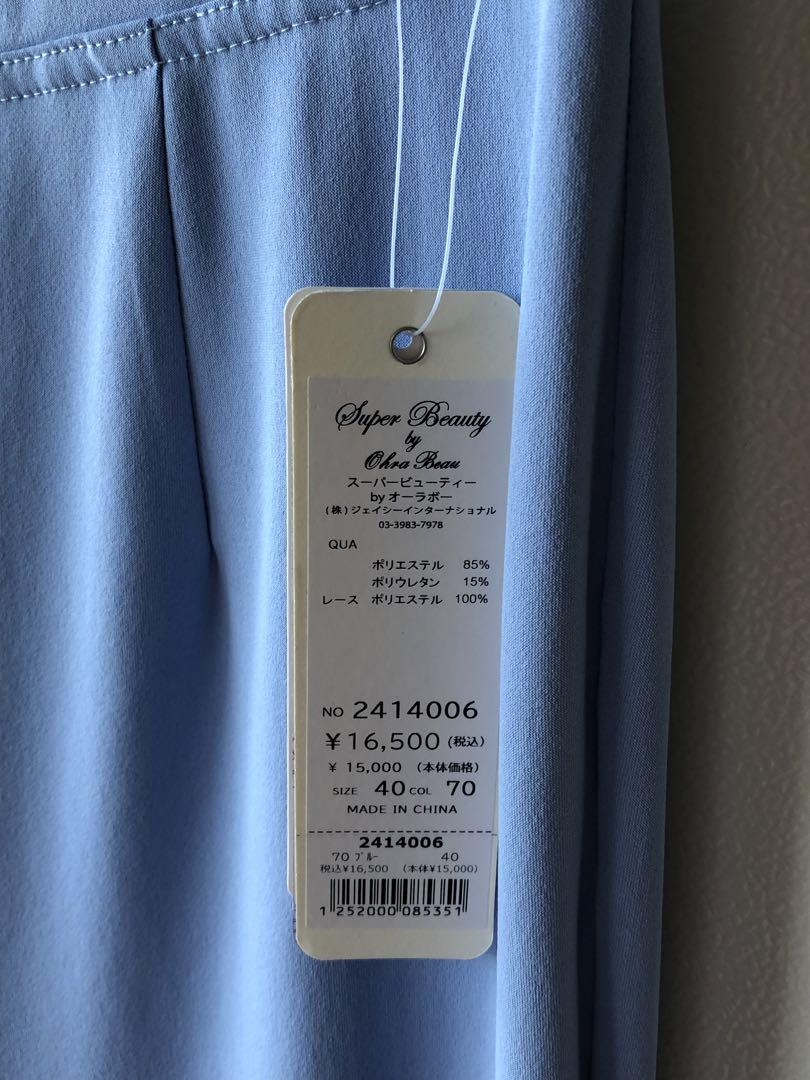 Super Beauty
by
Ohra Beau
スーパービューティー
by オーラボー
(株)ジェイシーインターナショナル
03-3983-7978
QUA
ポリエステル 85%
ポリウレタン 15%
レース ポリエステル 100%
NO 2414006
¥16,500(税込)
¥ 15,000 (本体価格)
SIZE 40 COL 70
MADE IN CHINA
2414006
70 ﾌﾞﾙｰ 40
税込¥16,500 (本体¥15,000)
1 252000 085351